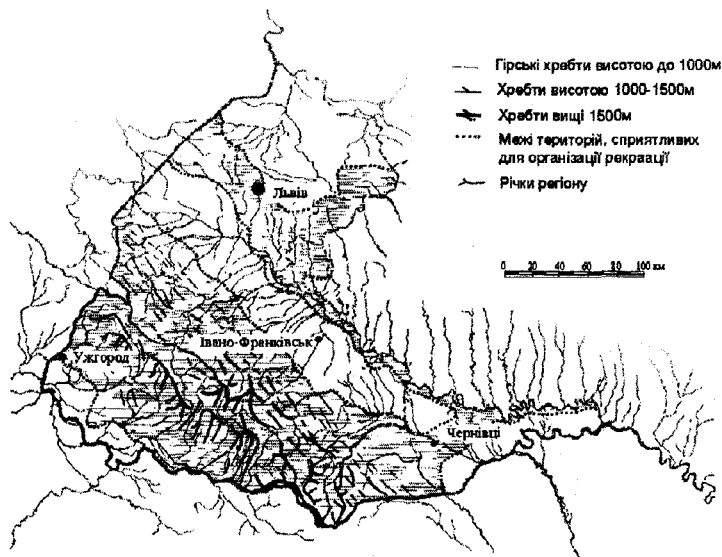 Гірські хребти висотою до 1000м
Хребти висотою 1000-1500м
Хребти вищі 1500м
Межі територій, сприятливих
для організації рекреації
Річки регіону
0 20 40 60 80 100 км
Львів
Івано-Франківськ
Ужгород
Чернівці